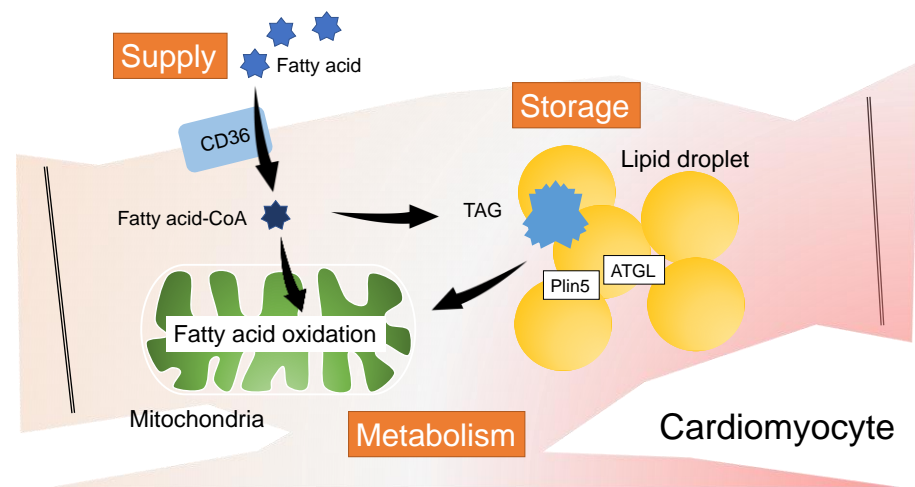 Supply
Fatty acid
CD36
Storage
Lipid droplet
Fatty acid-CoA
TAG
ATGL
Plin5
Fatty acid oxidation
Mitochondria
Metabolism
Cardiomyocyte